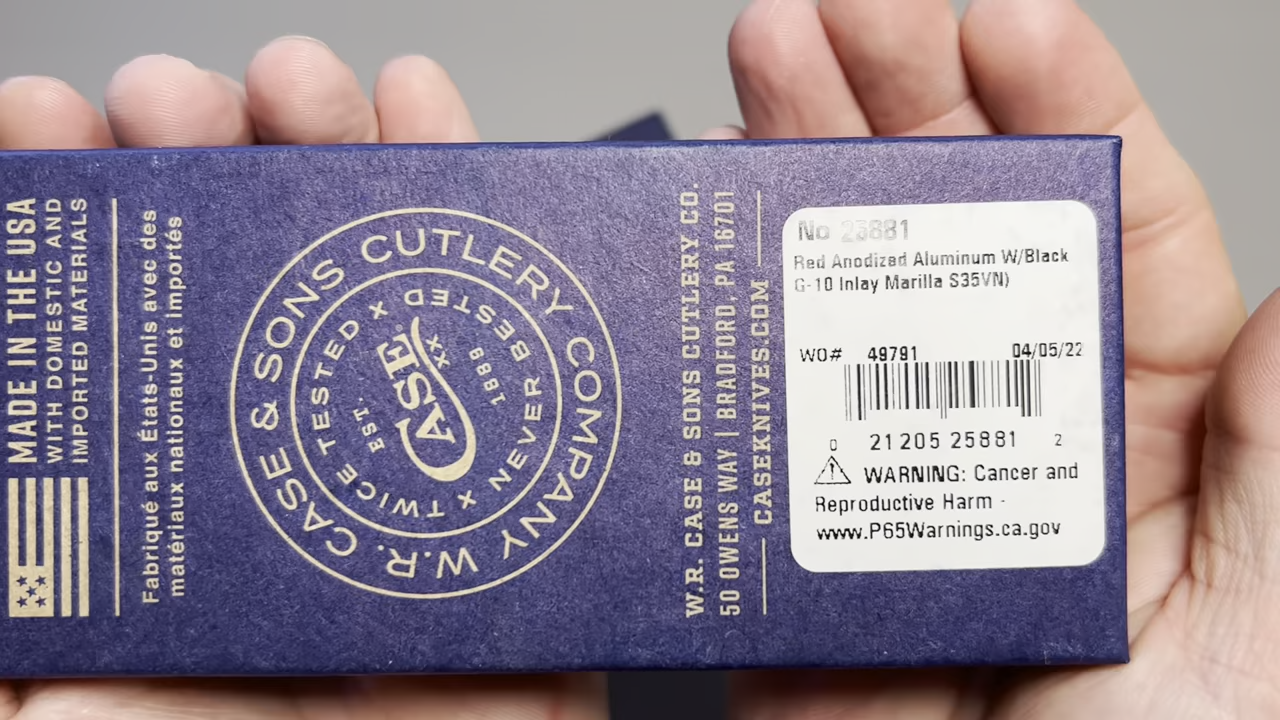 MADE IN THE USA
WITH DOMESTIC AND
IMPORTED MATERIALS
Fabriqué aux États-Unis avec des
matériaux nationaux et importés
W.R. CASE & SONS CUTLERY COMPANY
TWICE TESTED X NEVER BESTED X
EST.
CASE
XX
1889
W.R. CASE & SONS CUTLERY CO.
50 OWENS WAY | BRADFORD, PA 16701
CASEKNIVES.COM
No 25881
Red Anodized Aluminum W/Black
G-10 Inlay Marilla S35VN)
WO# 49791 04/05/22
0 21205 25881 2
WARNING: Cancer and
Reproductive Harm -
www.P65Warnings.ca.gov